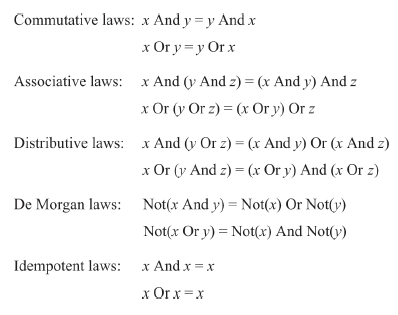 Commutative laws: x And y = y And x
x Or y = y Or x
Associative laws: x And (y And z) = (x And y) And z
x Or (y Or z) = (x Or y) Or z
Distributive laws: x And (y Or z) = (x And y) Or (x And z)
x Or (y And z) = (x Or y) And (x Or z)
De Morgan laws: Not(x And y) = Not(x) Or Not(y)
Not(x Or y) = Not(x) And Not(y)
Idempotent laws: x And x = x
x Or x = x